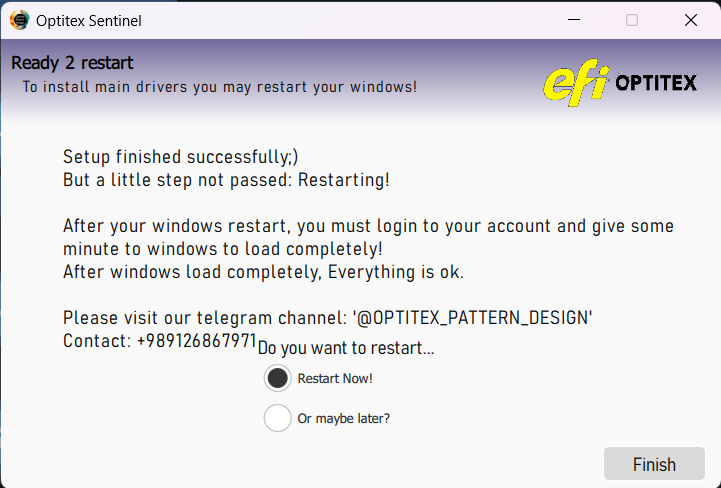 Optitex Sentinel
Ready 2 restart
To install main drivers you may restart your windows!
efi OPTITEX
Setup finished successfully;)
But a little step not passed: Restarting!
After your windows restart, you must login to your account and give some
minute to windows to load completely!
After windows load completely, Everything is ok.
Please visit our telegram channel: '@OPTITEX_PATTERN_DESIGN'
Contact: +989126867971
Do you want to restart...
Restart Now!
Or maybe later?
Finish